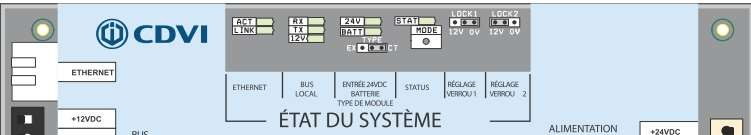 ACT RX 24V STAT LOCK1 LOCK2
LINK TX BATT MODE
12V TYPE 12V 0V 12V 0V
EX CT
CDVI
ETHERNET
ETHERNET
BUS
LOCAL
ENTRÉE 24VDC
BATTERIE
TYPE DE MODULE
STATUS
RÉGLAGE
VERROU 1
RÉGLAGE
VERROU 2
ÉTAT DU SYSTÈME
+12VDC
BUS
ALIMENTATION
+24VDC